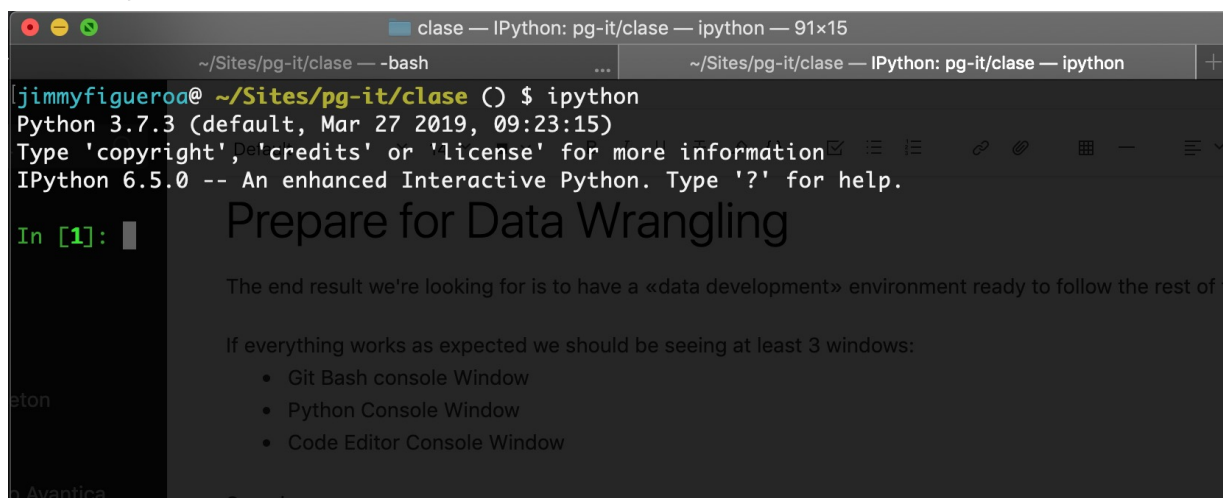 clase — IPython: pg-it/clase — ipython — 91×15
~/Sites/pg-it/clase — -bash ... ~/Sites/pg-it/clase — IPython: pg-it/clase — ipython +
[jimmyfigueroa@ ~/Sites/pg-it/clase () $ ipython
Python 3.7.3 (default, Mar 27 2019, 09:23:15)
Type 'copyright', 'credits' or 'license' for more information
IPython 6.5.0 -- An enhanced Interactive Python. Type '?' for help.
In [1]:
Prepare for Data Wrangling
The end result we're looking for is to have a «data development» environment ready to follow the rest of
If everything works as expected we should be seeing at least 3 windows:
• Git Bash console Window
• Python Console Window
eton
• Code Editor Console Window
Avantica